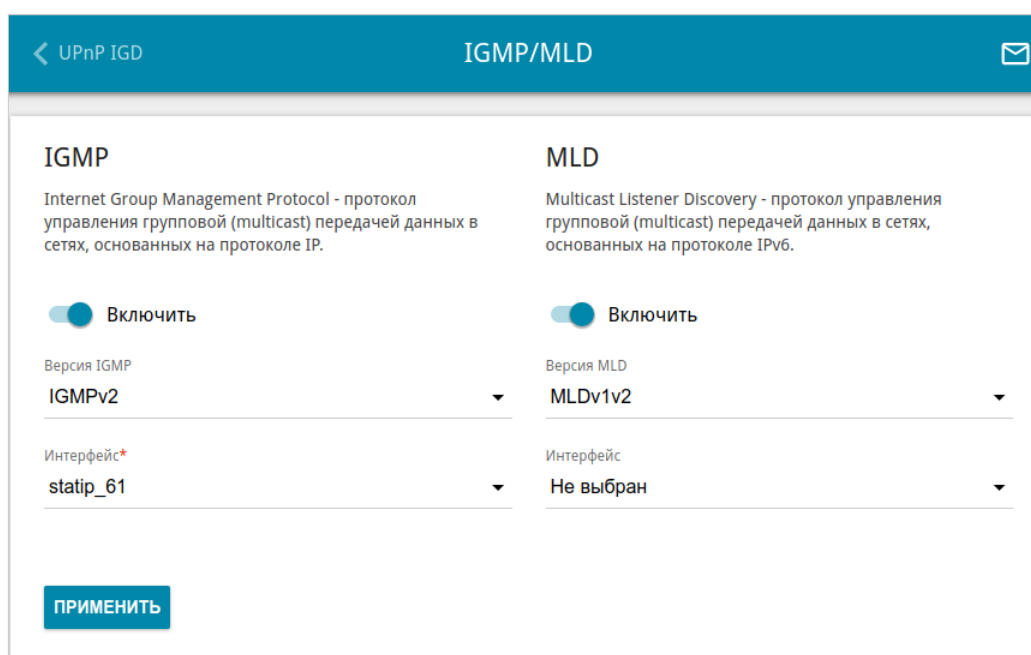 UPnP IGD
IGMP/MLD
IGMP
Internet Group Management Protocol - протокол
управления групповой (multicast) передачей данных в
сетях, основанных на протоколе IP.
Включить
Версия IGMP
IGMPv2
Интерфейс*
statip_61
MLD
Multicast Listener Discovery - протокол управления
групповой (multicast) передачей данных в сетях,
основанных на протоколе IPv6.
Включить
Версия MLD
MLDv1v2
Интерфейс
Не выбран
ПРИМЕНИТЬ